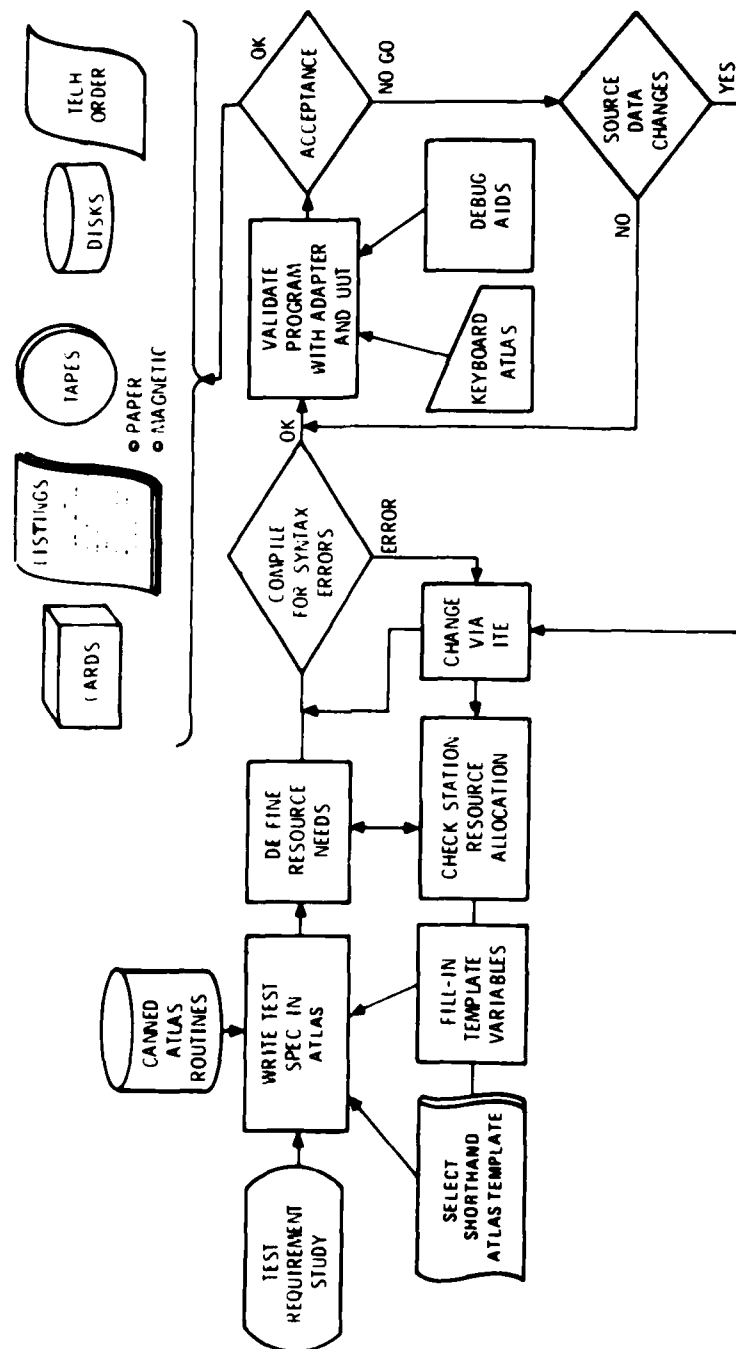 CARDS
LISTINGS
TAPES
DISKS
TECH
ORDER
● PAPER
● MAGNETIC
CANNED
ATLAS
ROUTINES
TEST
REQUIREMENT
STUDY
WRITE TEST
SPEC IN
ATLAS
DEFINE
RESOURCE
NEEDS
COMPILE
FOR SYNTAX
ERRORS
OK
ERROR
VALIDATE
PROGRAM
WITH ADAPTER
AND UUT
ACCEPTANCE
OK
NO GO
SELECT
SHORTHAND
ATLAS TEMPLATE
FILL-IN
TEMPLATE
VARIABLES
CHECK STATION
RESOURCE
ALLOCATION
CHANGE
VIA
ITE
KEYBOARD
ATLAS
DEBUG
AIDS
NO
SOURCE
DATA
CHANGES
YES